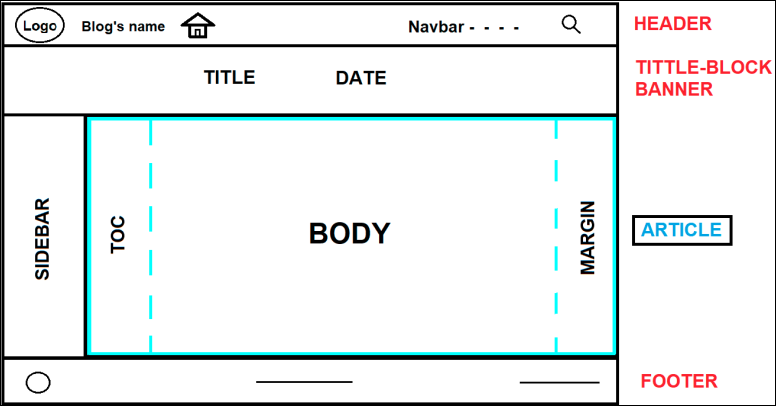 Logo Blog's name Navbar - - - - HEADER
TITLE DATE TITTLE-BLOCK
BANNER
SIDEBAR TOC BODY MARGIN ARTICLE
FOOTER